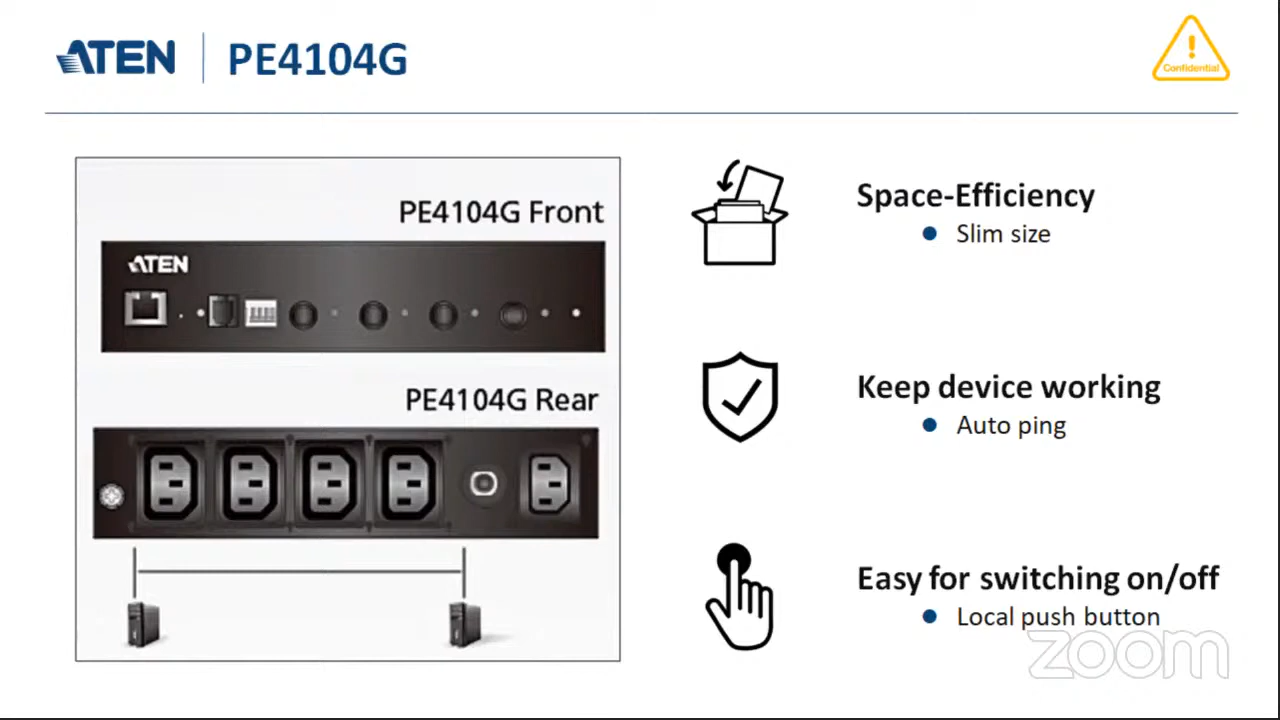 ATEN
PE4104G
Confidential
PE4104G Front
ATEN
PE4104G Rear
Space-Efficiency
Slim size
Keep device working
Auto ping
Easy for switching on/off
Local push button
zoom